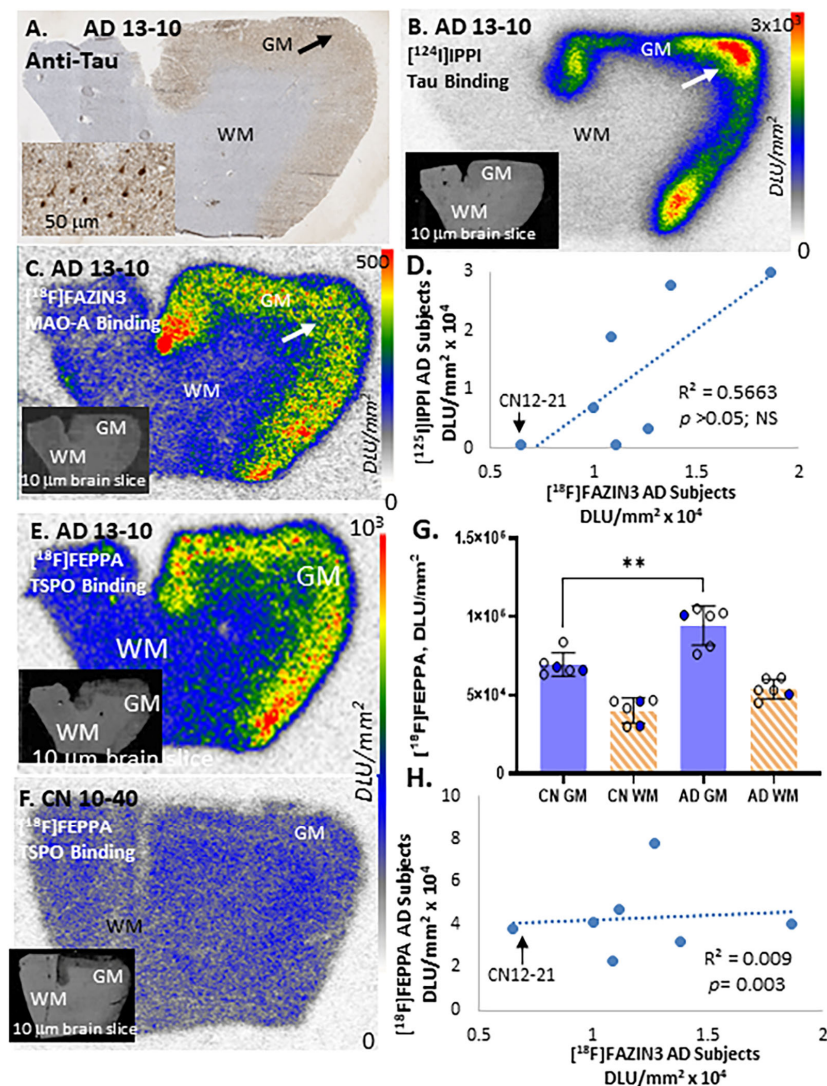 A. AD 13-10
Anti-Tau
GM
WM
50 µm
B. AD 13-10
[¹²⁴I]IPPI
Tau Binding
GM
WM
GM
WM
10 µm brain slice
3x10³
DLU/mm²
0
C. AD 13-10
[¹⁸F]FAZIN3
MAO-A Binding
GM
WM
GM
WM
10 µm brain slice
500
DLU/mm²
0
D.
3
2
1
0
[¹²⁵I]IPPI AD Subjects
DLU/mm² x 10⁴
CN12-21
R² = 0.5663
p >0.05; NS
0.5
1
1.5
2
[¹⁸F]FAZIN3 AD Subjects
DLU/mm² x 10⁴
E. AD 13-10
[¹⁸F]FEPPA
TSPO Binding
GM
WM
GM
WM
10 µm brain slice
10³
DLU/mm²
0
F. CN 10-40
[¹⁸F]FEPPA
TSPO Binding
GM
WM
GM
WM
10 µm brain slice
G.
1.5×10⁶
1×10⁶
5×10⁴
0
[¹⁸F]FEPPA, DLU/mm²
**
CN GM
CN WM
AD GM
AD WM
H.
10
8
6
4
2
0
[¹⁸F]FEPPA AD Subjects
DLU/mm² x 10⁴
CN12-21
R² = 0.009
p= 0.003
0.5
1
1.5
2
[¹⁸F]FAZIN3 AD Subjects
DLU/mm² x 10⁴